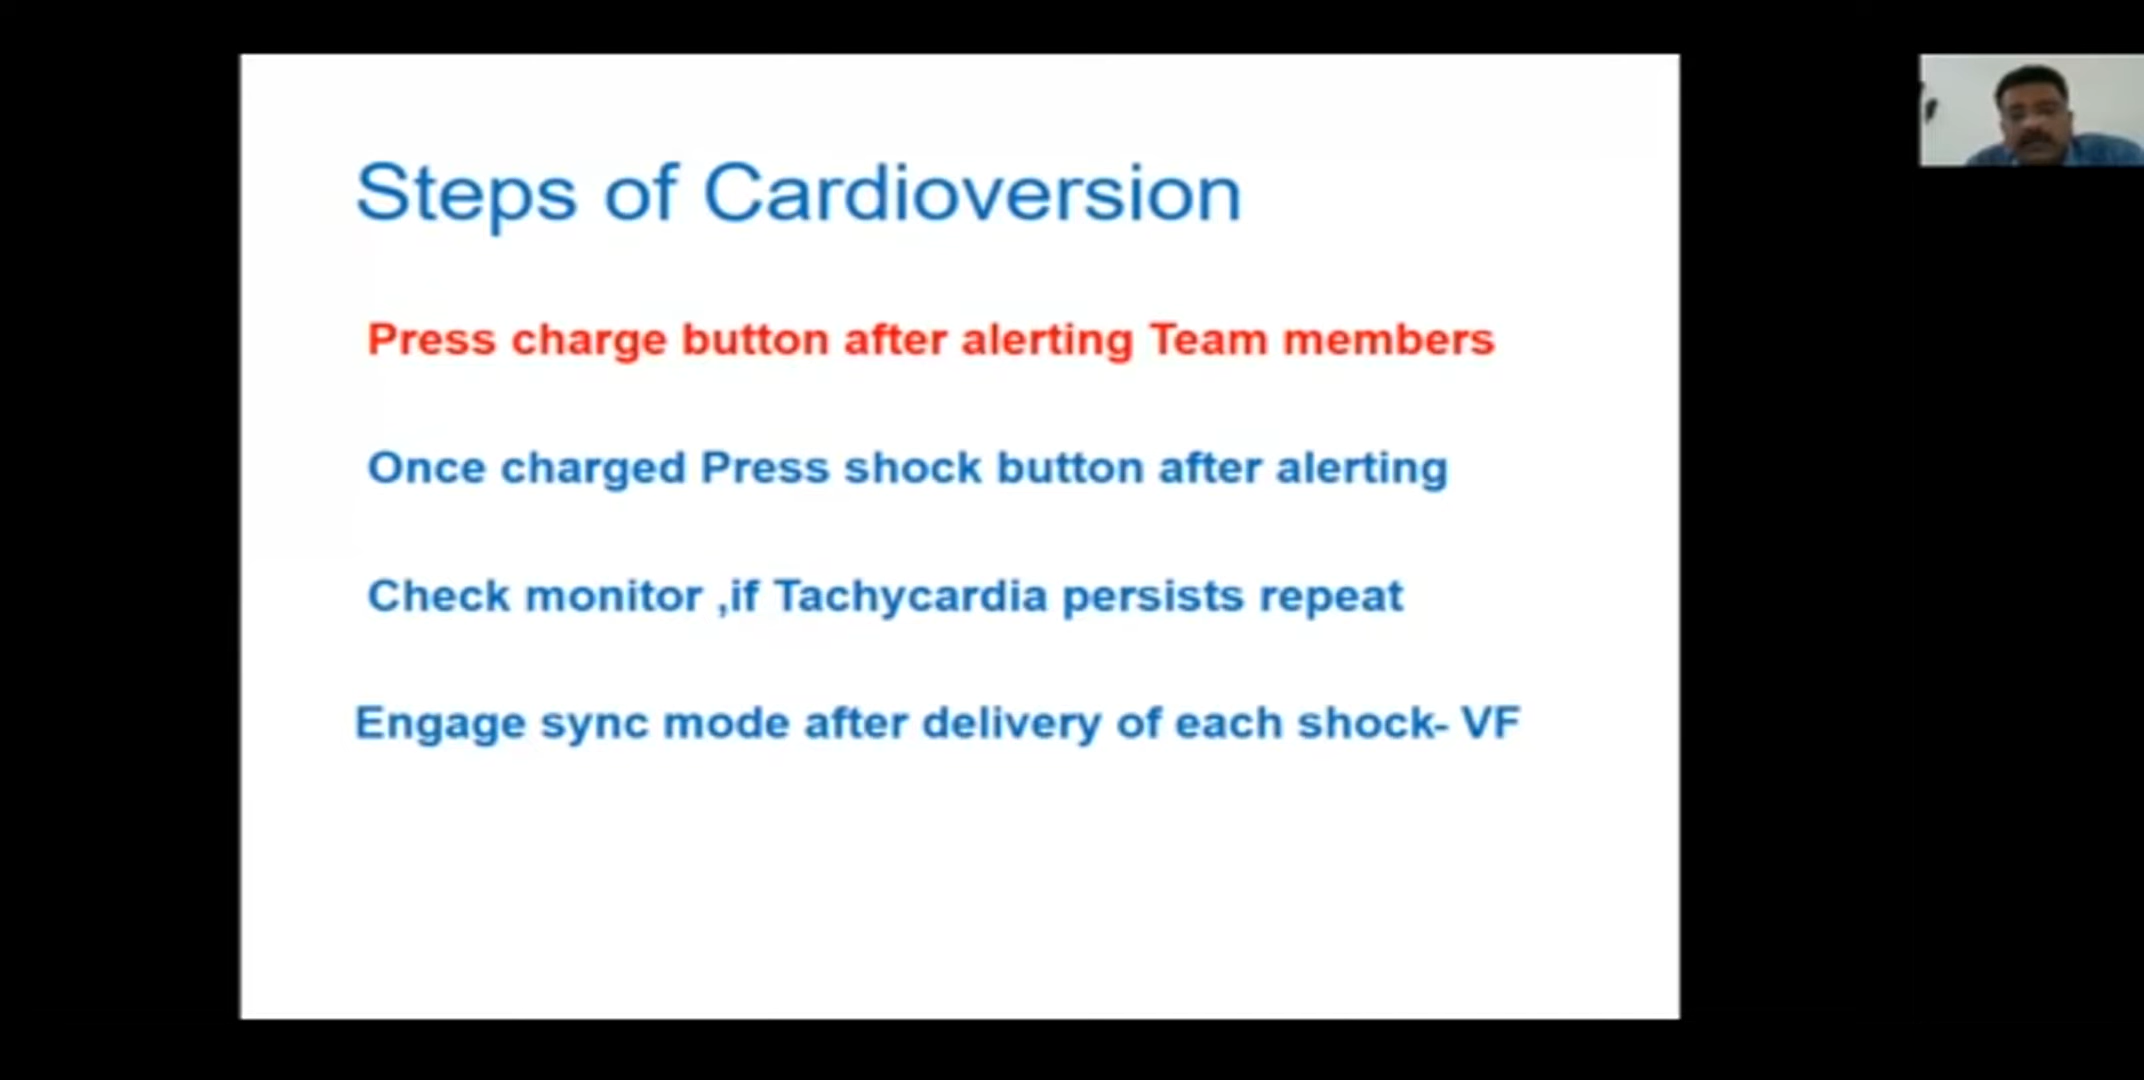 Steps of Cardioversion
Press charge button after alerting Team members
Once charged Press shock button after alerting
Check monitor ,if Tachycardia persists repeat
Engage sync mode after delivery of each shock- VF